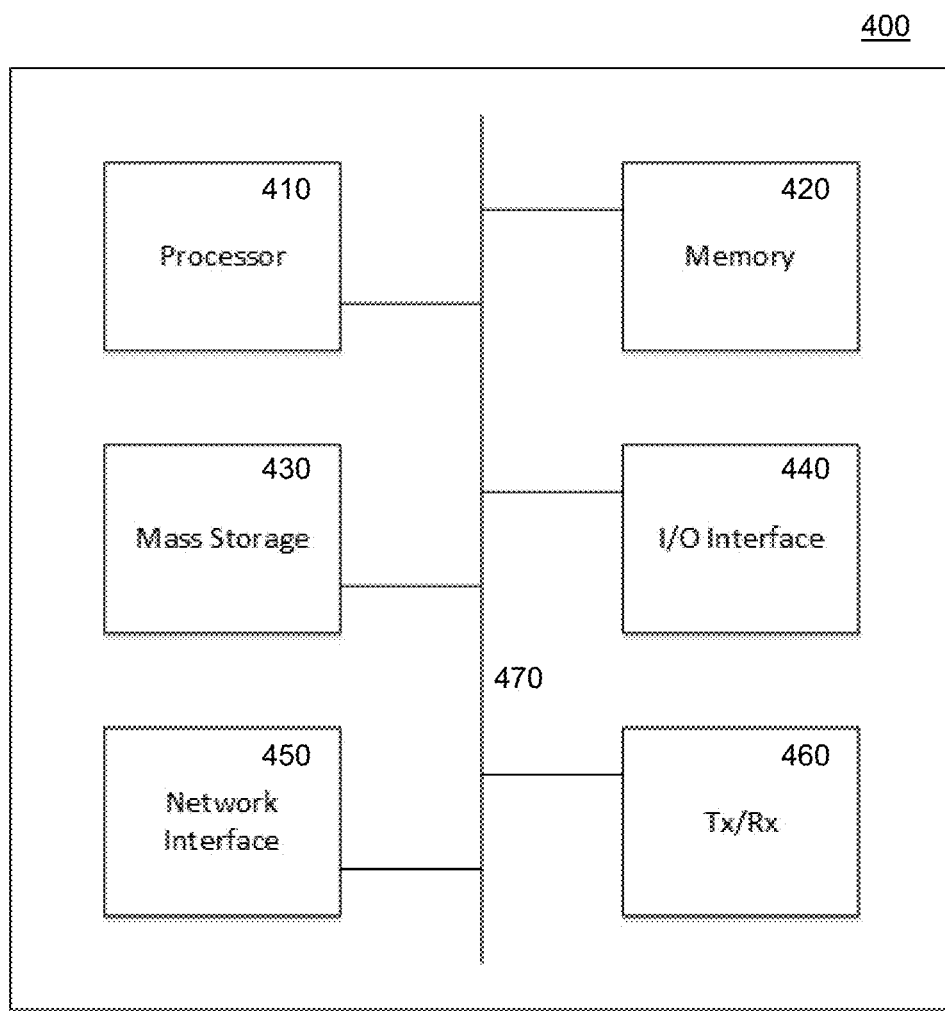 400
410
Processor
420
Memory
430
Mass Storage
440
I/O Interface
470
450
Network
Interface
460
Tx/Rx